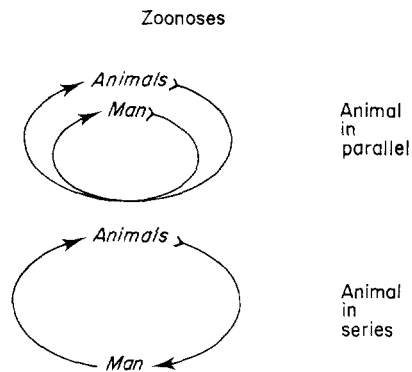 Zoonoses
Animals
Man
Animal
in
parallel
Animals
Man
Animal
in
series